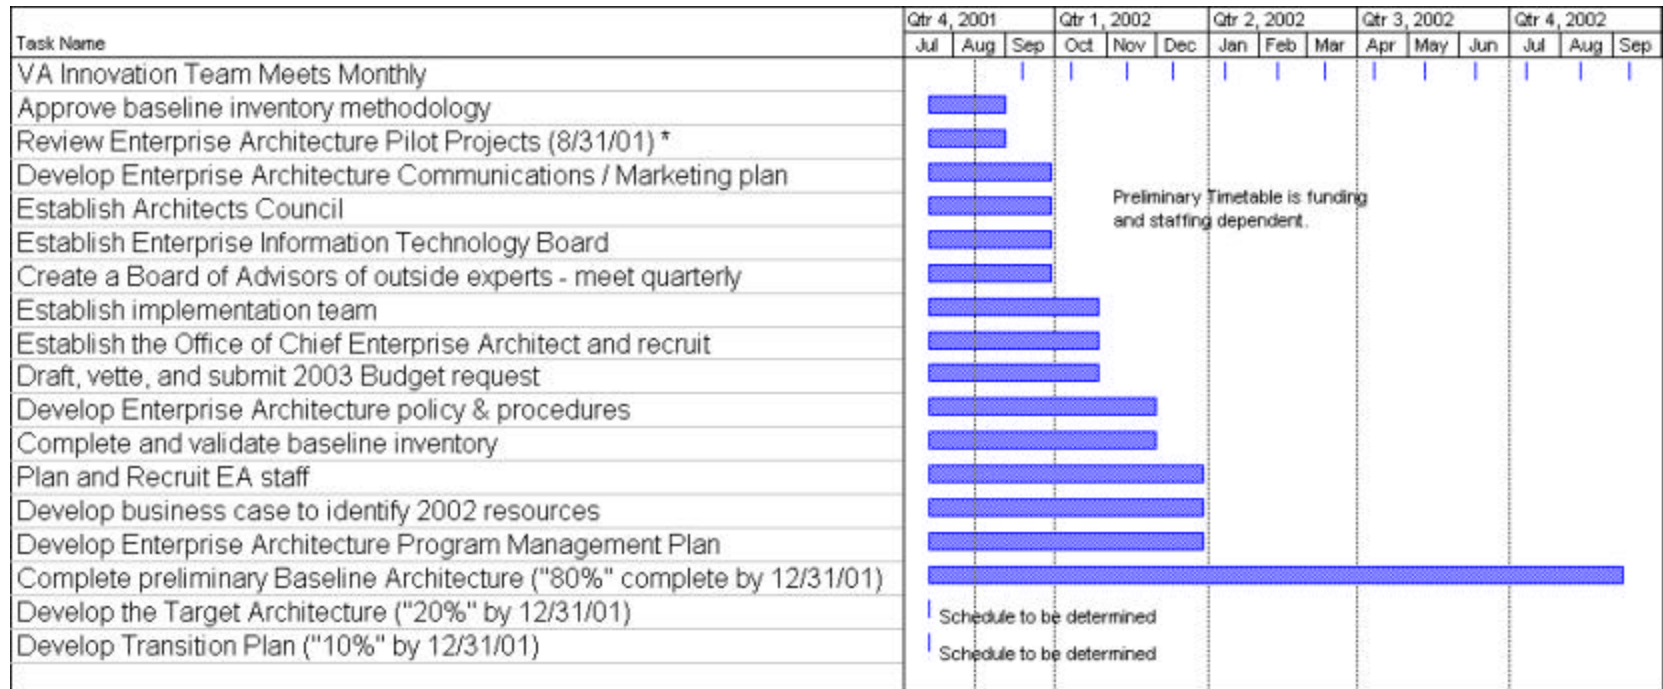 Qtr 4, 2001 Qtr 1, 2002 Qtr 2, 2002 Qtr 3, 2002 Qtr 4, 2002
Task Name Jul Aug Sep Oct Nov Dec Jan Feb Mar Apr May Jun Jul Aug Sep
VA Innovation Team Meets Monthly
Approve baseline inventory methodology
Review Enterprise Architecture Pilot Projects (8/31/01) *
Develop Enterprise Architecture Communications / Marketing plan
Preliminary Timetable is funding
Establish Architects Council
and staffing dependent.
Establish Enterprise Information Technology Board
Create a Board of Advisors of outside experts - meet quarterly
Establish implementation team
Establish the Office of Chief Enterprise Architect and recruit
Draft, vette, and submit 2003 Budget request
Develop Enterprise Architecture policy & procedures
Complete and validate baseline inventory
Plan and Recruit EA staff
Develop business case to identify 2002 resources
Develop Enterprise Architecture Program Management Plan
Complete preliminary Baseline Architecture ("80%" complete by 12/31/01)
Develop the Target Architecture ("20%" by 12/31/01) Schedule to be determined
Develop Transition Plan ("10%" by 12/31/01) Schedule to be determined